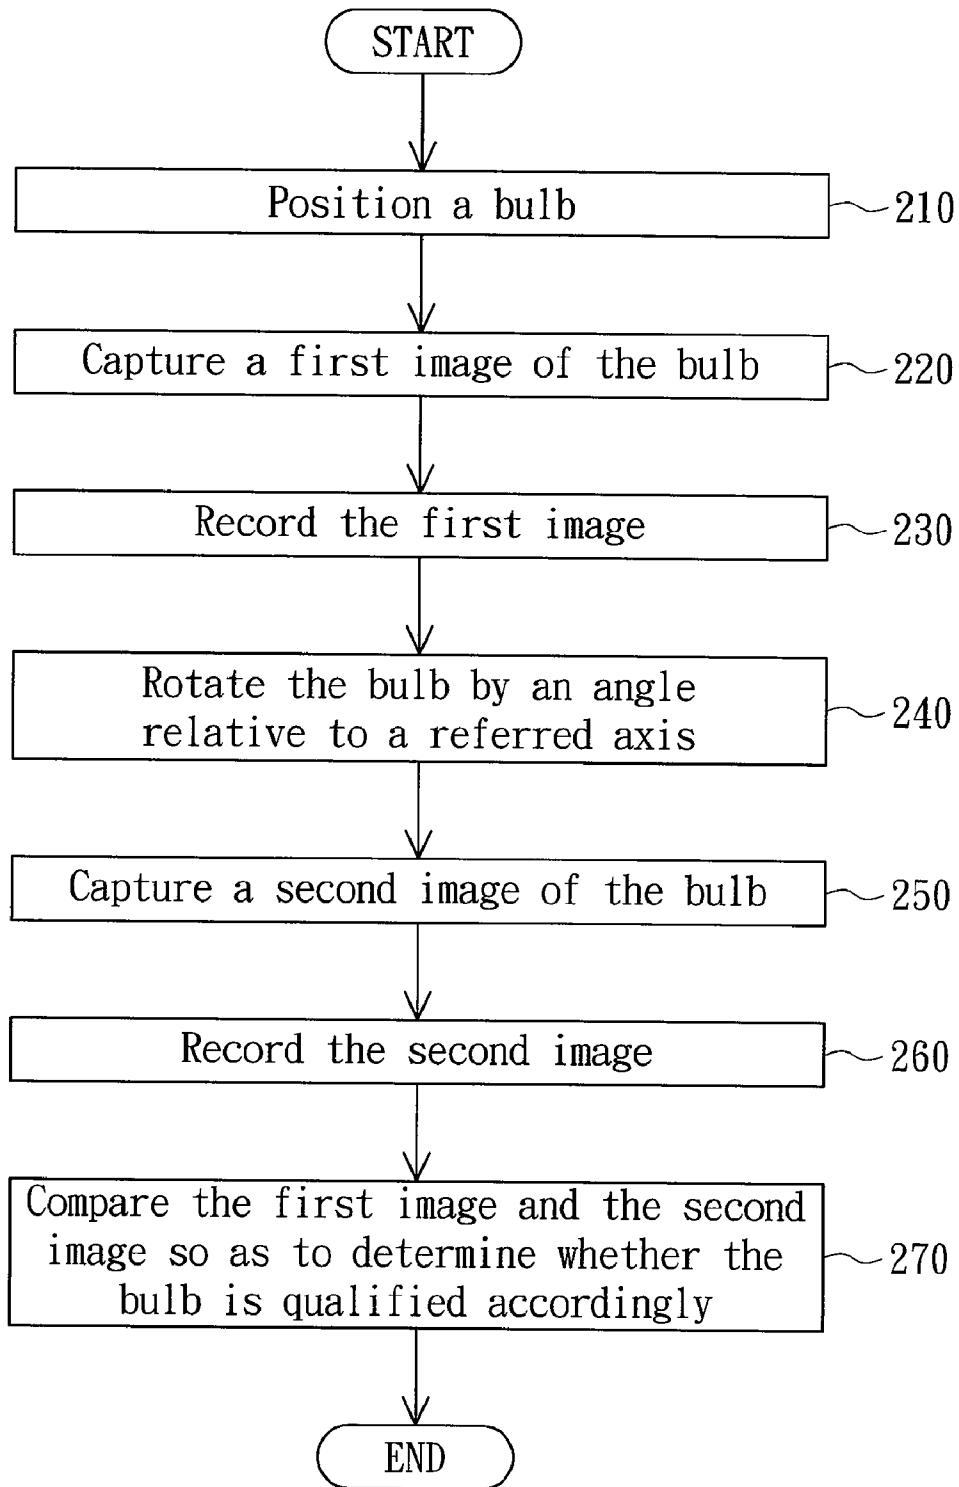 START
Position a bulb
210
Capture a first image of the bulb
220
Record the first image
230
Rotate the bulb by an angle
relative to a referred axis
240
Capture a second image of the bulb
250
Record the second image
260
Compare the first image and the second
image so as to determine whether the
bulb is qualified accordingly
270
END